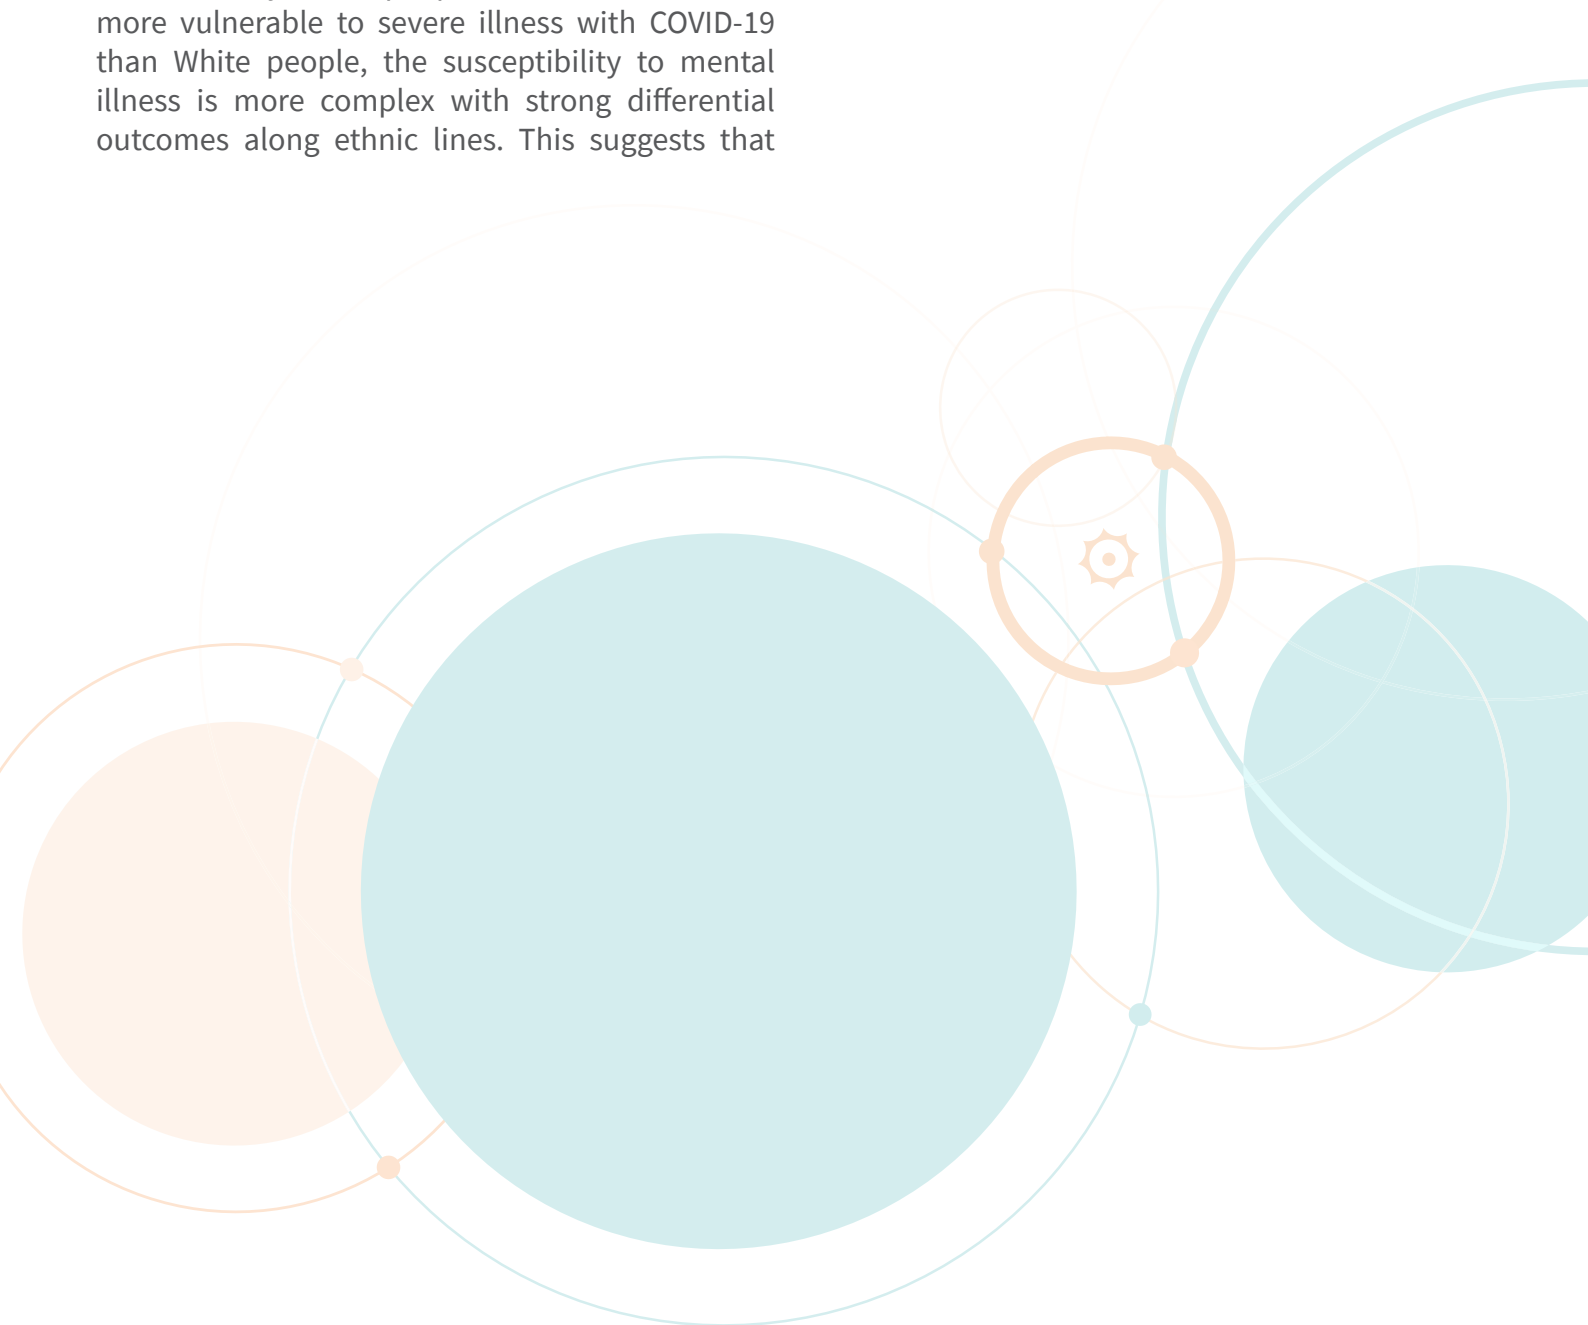 more vulnerable to severe illness with COVID-19
than White people, the susceptibility to mental
illness is more complex with strong differential
outcomes along ethnic lines. This suggests that